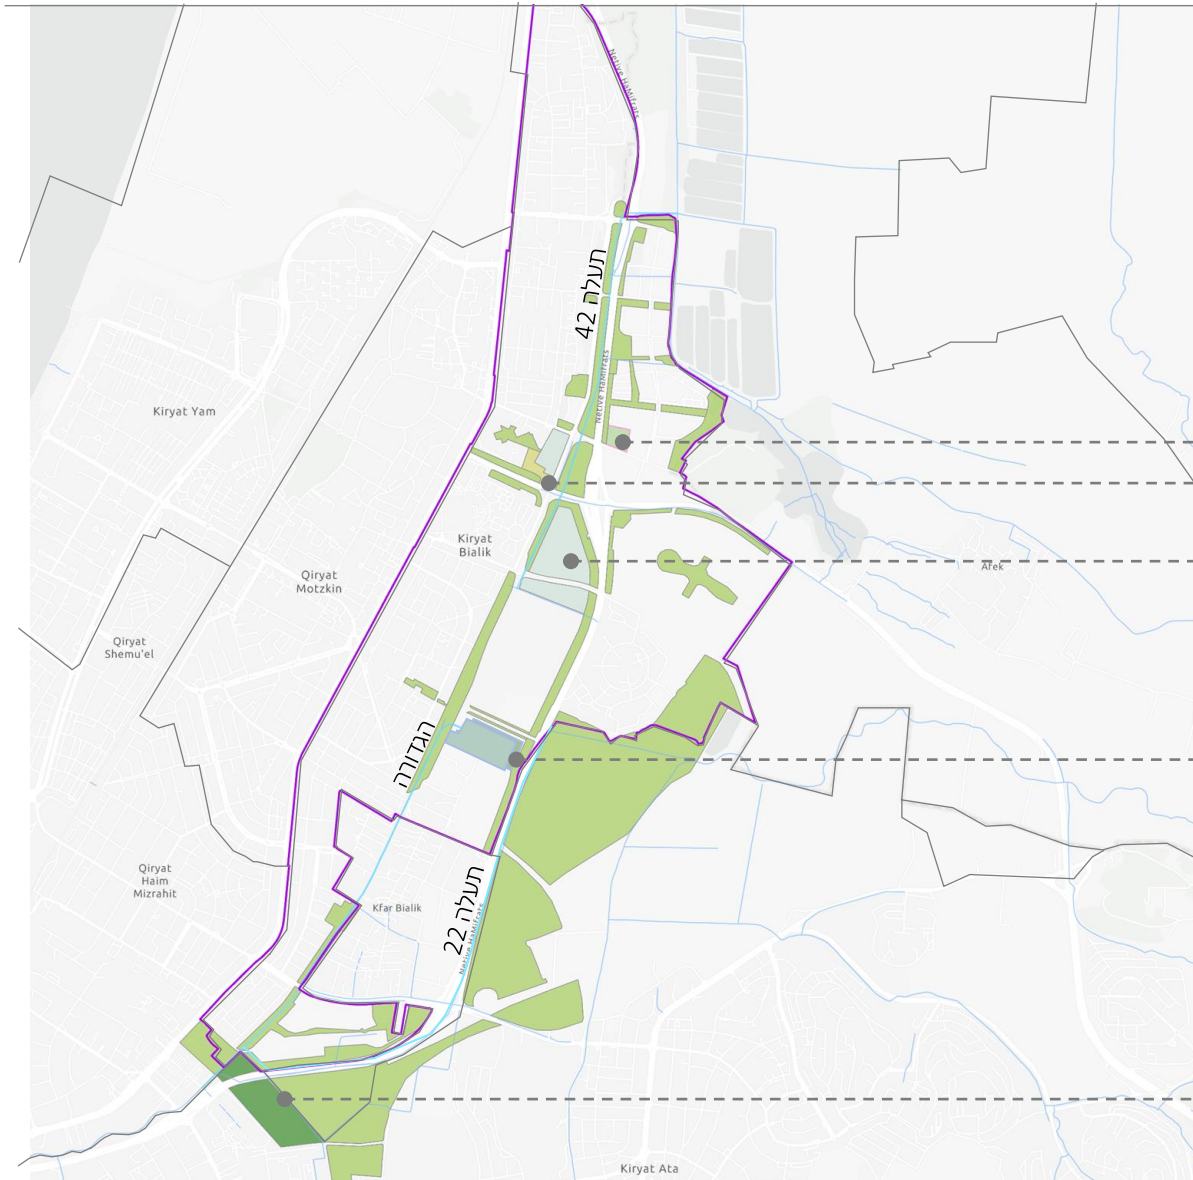 Netive HaMifrats
תעלה 42
Netive HaMifrats
Kiryat Yam
Kiryat
Bialik
Qiryat
Motzkin
Afek
Qiryat
Shemu'el
הגדורה
Qiryat
Haim
Mizrahit
Kfar Bialik
תעלה 22
Netive HaMifrats
Kiryat Ata